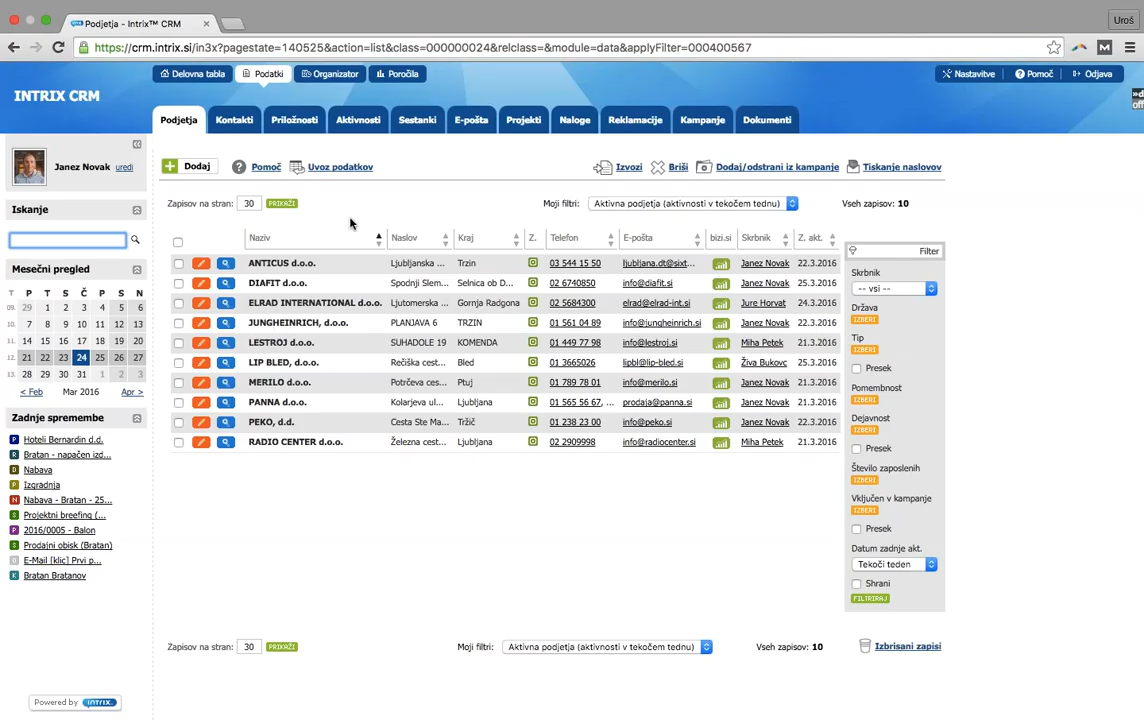 Podjetja - Intrix™ CRM
Uroš
https://crm.intrix.si/in3x?pagestate=140525&action=list&class=000000024&relclass=&module=data&applyFilter=000400567
Delovna tabla Podatki Organizator Poročila Nastavitve Pomoč Odjava
INTRIX CRM
Podjetja Kontakti Priložnosti Aktivnosti Sestanki E-pošta Projekti Naloge Reklamacije Kampanje Dokumenti
Janez Novak uredi
Iskanje
Mesečni pregled
T P T S Č P S N
09. 29 1 2 3 4 5 6
10. 7 8 9 10 11 12 13
11. 14 15 16 17 18 19 20
12. 21 22 23 24 25 26 27
13. 28 29 30 31 1 2 3
< Feb Mar 2016 Apr >
Zadnje spremembe
P Hoteli Bernardin d.d.
R Bratan - napačen izd...
D Nabava
P Izgradnja
N Nabava - Bratan - 25...
S Projektni breefing (...
P 2016/0005 - Balon
S Prodajni obisk (Bratan)
E-Mail [klic] Prvi p...
K Bratan Bratanov
Powered by INTRIX.
Dodaj Pomoč Uvoz podatkov Izvozi Briši Dodaj/odstrani iz kampanje Tiskanje naslovov
Zapisov na stran: 30 PRIKAŽI Moji filtri: Aktivna podjetja (aktivnosti v tekočem tednu) Vseh zapisov: 10
Naziv Naslov Kraj Z. Telefon E-pošta bizi.si Skrbnik Z. akt.
ANTICUS d.o.o. Ljubljanska ... Trzin 03 544 15 50 ljubljana.dt@sixt... Janez Novak 22.3.2016
DIAFIT d.o.o. Spodnji Slem... Selnica ob D... 02 6740850 info@diafit.si Janez Novak 25.3.2016
ELRAD INTERNATIONAL d.o.o. Ljutomerska ... Gornja Radgona 02 5684300 elrad@elrad-int.si Jure Horvat 24.3.2016
JUNGHEINRICH, d.o.o. PLANJAVA 6 TRZIN 01 561 04 89 info@jungheinrich.si Janez Novak 22.3.2016
LESTROJ d.o.o. SUHADOLE 19 KOMENDA 01 449 77 98 info@lestroj.si Miha Petek 21.3.2016
LIP BLED, d.o.o. Rečiška cest... Bled 01 3665026 lipbl@lip-bled.si Živa Bukovc 25.3.2016
MERILO d.o.o. Potrčeva ces... Ptuj 01 789 78 01 info@merilo.si Janez Novak 21.3.2016
PANNA d.o.o. Kolarjeva ul... Ljubljana 01 565 56 67, ... prodaja@panna.si Janez Novak 21.3.2016
PEKO, d.d. Cesta Ste Ma... Tržič 01 238 23 00 info@peko.si Janez Novak 22.3.2016
RADIO CENTER d.o.o. Železna cest... Ljubljana 02 2909998 info@radiocenter.si Miha Petek 21.3.2016
Filter
Skrbnik
-- vsi --
Država
IZBERI
Tip
IZBERI
Presek
Pomembnost
IZBERI
Dejavnost
IZBERI
Presek
Število zaposlenih
IZBERI
Vključen v kampanje
IZBERI
Presek
Datum zadnje akt.
Tekoči teden
Shrani
FILTRIRAJ
Zapisov na stran: 30 PRIKAŽI Moji filtri: Aktivna podjetja (aktivnosti v tekočem tednu) Vseh zapisov: 10 Izbrisani zapisi